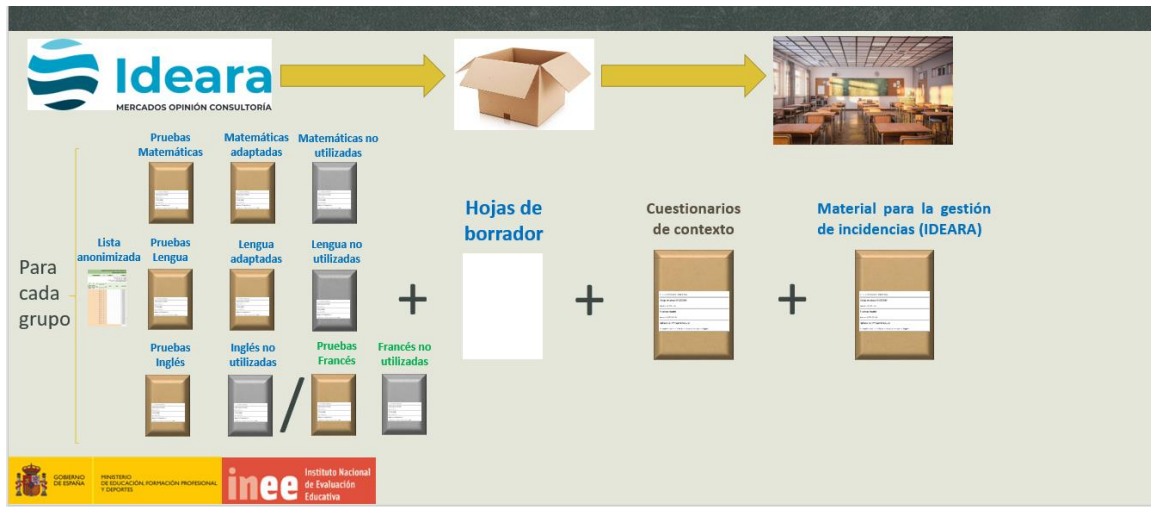 Ideara
MERCADOS OPINIÓN CONSULTORÍA
Pruebas
Matemáticas
Matemáticas
adaptadas
Matemáticas no
utilizadas
Para
cada
grupo
Lista
anonimizada
Pruebas
Lengua
Lengua
adaptadas
Lengua no
utilizadas
Pruebas
Inglés
Inglés no
utilizadas
/
Pruebas
Francés
Francés no
utilizadas
+
Hojas de
borrador
+
Cuestionarios
de contexto
+
Material para la gestión
de incidencias (IDEARA)
GOBIERNO
DE ESPAÑA
MINISTERIO
DE EDUCACIÓN, FORMACIÓN PROFESIONAL
Y DEPORTES
inee
Instituto Nacional
de Evaluación
Educativa